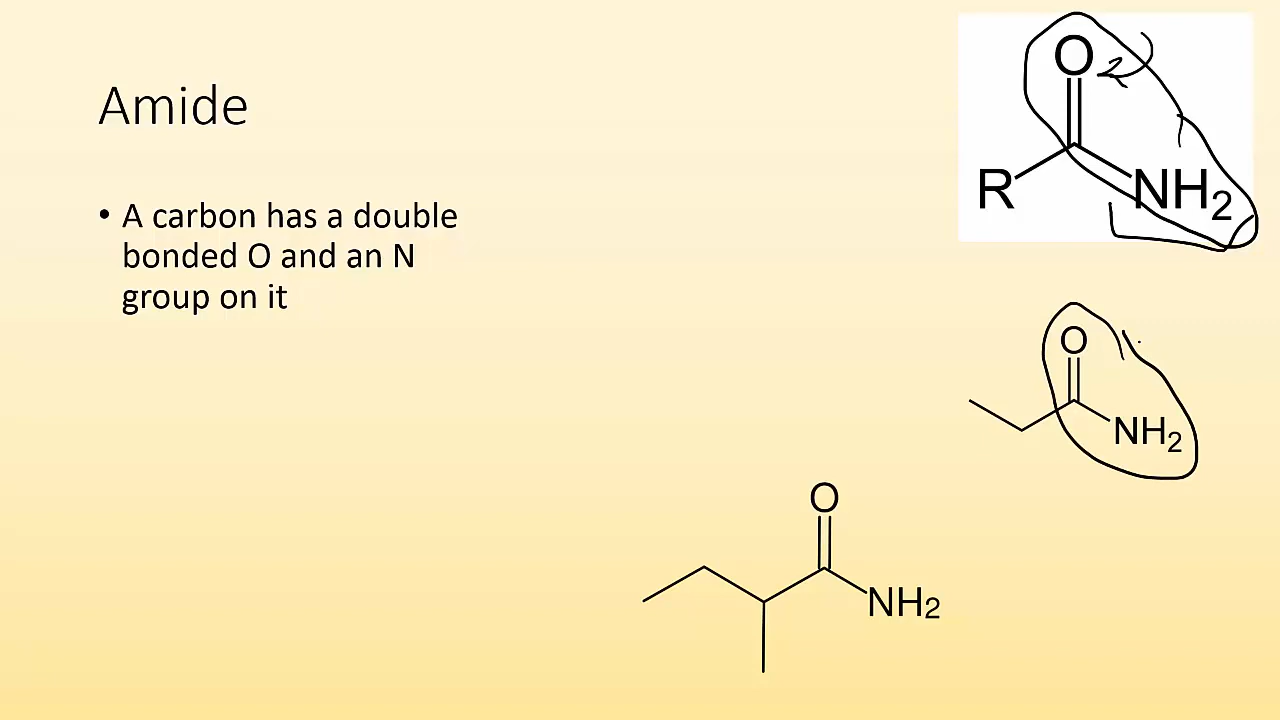 Amide
• A carbon has a double
bonded O and an N
group on it
O
R
NH2
O
NH2
O
NH2